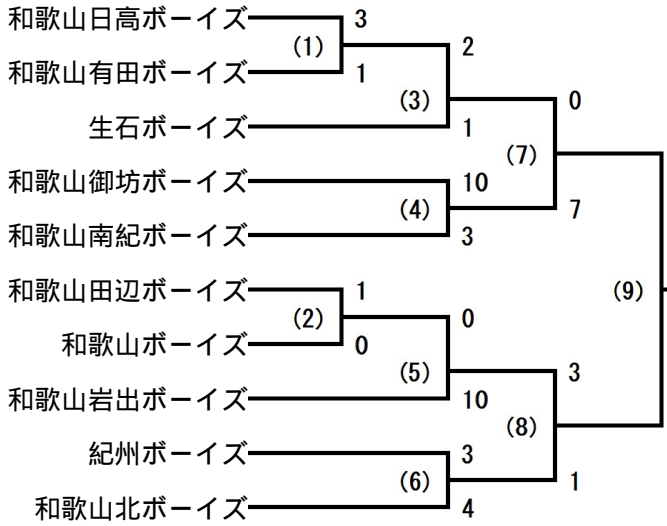 和歌山日高ボーイズ
3
(1)
2
和歌山有田ボーイズ
1
(3)
0
生石ボーイズ
1
(7)
和歌山御坊ボーイズ
10
(4)
7
和歌山南紀ボーイズ
3
(9)
和歌山田辺ボーイズ
1
(2)
0
和歌山ボーイズ
0
(5)
3
和歌山岩出ボーイズ
10
(8)
紀州ボーイズ
3
(6)
1
和歌山北ボーイズ
4